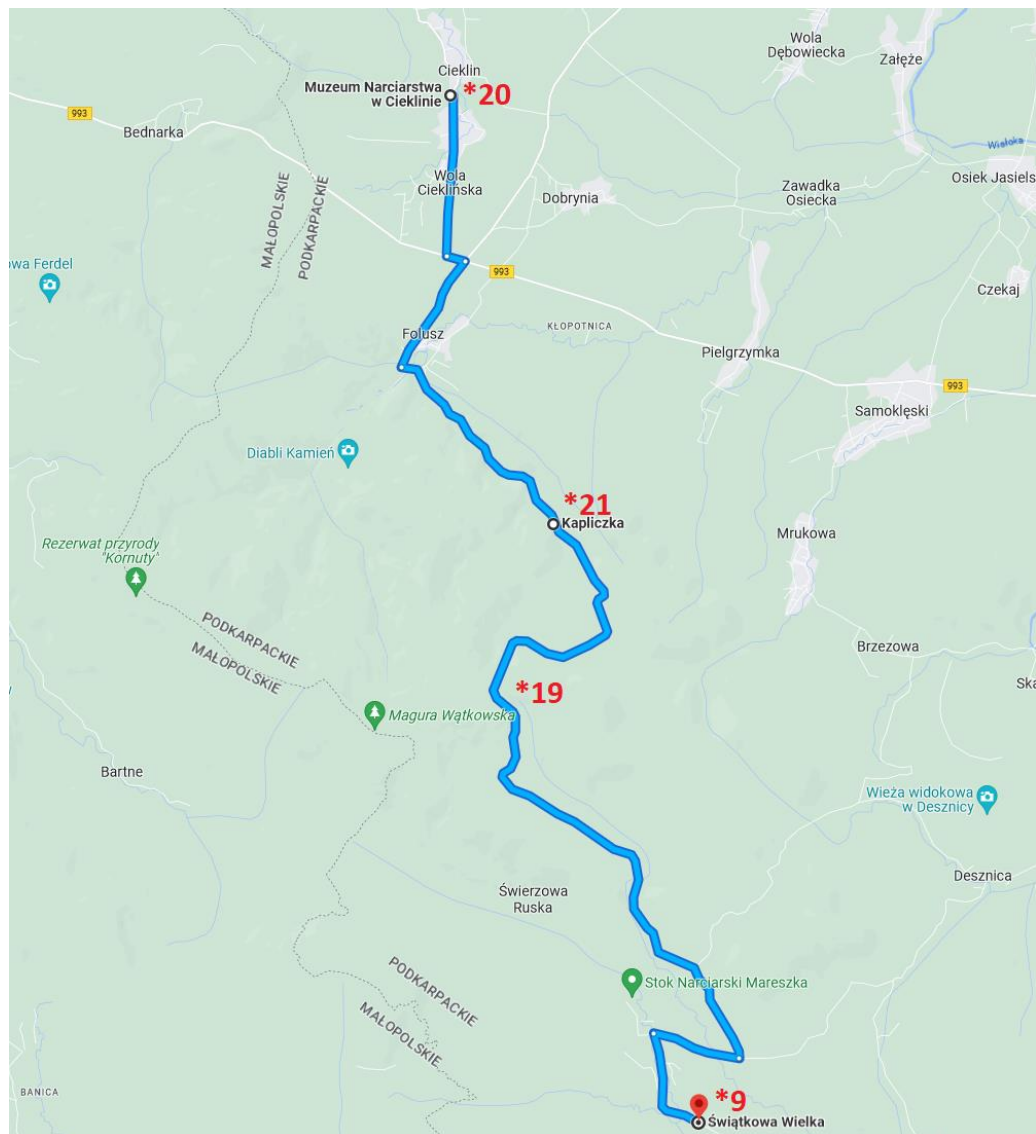 Wola
Dębowiecka
Załęże
Cieklin
Muzeum Narciarstwa
w Cieklinie
*20
993
Bednarka
Wisłoka
Osiek Jasiels
Wola
Cieklińska
Dobrynia
Zawadka
Osiecka
MAŁOPOLSKIE
PODKARPACKIE
owa Ferdel
993
Czekaj
KŁOPOTNICA
Folusz
Pielgrzymka
993
Samoklęski
Diabli Kamień
*21
Kapliczka
Mrukowa
Rezerwat przyrody
"Kornuty"
PODKARPACKIE
MAŁOPOLSKIE
Brzezowa
*19
Ska
Magura Wątkowska
Bartne
Wieża widokowa
w Desznicy
Desznica
Świerzowa
Ruska
PODKARPACKIE
MAŁOPOLSKIE
Stok Narciarski Mareszka
BANICA
*9
Świątkowa Wielka